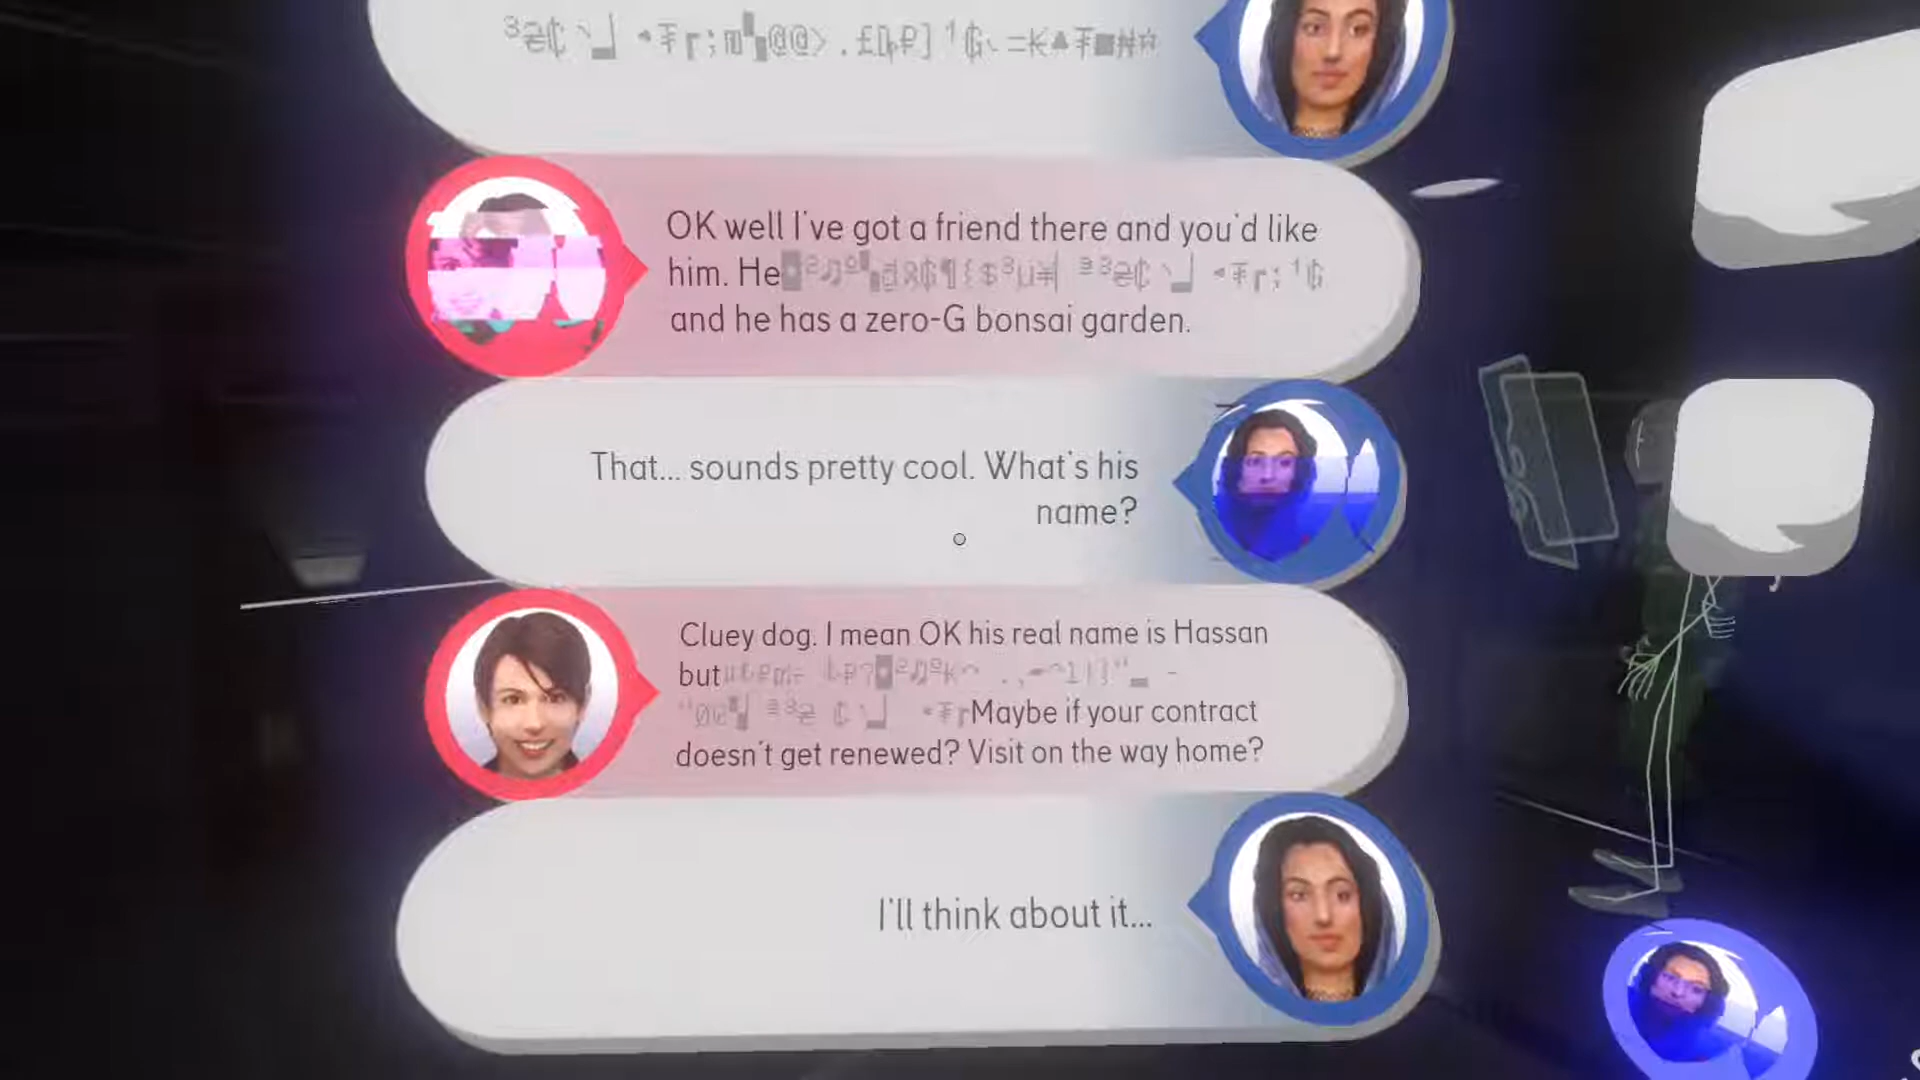 OK well I've got a friend there and you'd like
him. He
and he has a zero-G bonsai garden.
That... sounds pretty cool. What's his
name?
Cluey dog. I mean OK his real name is Hassan
but
Maybe if your contract
doesn't get renewed? Visit on the way home?
I'll think about it...